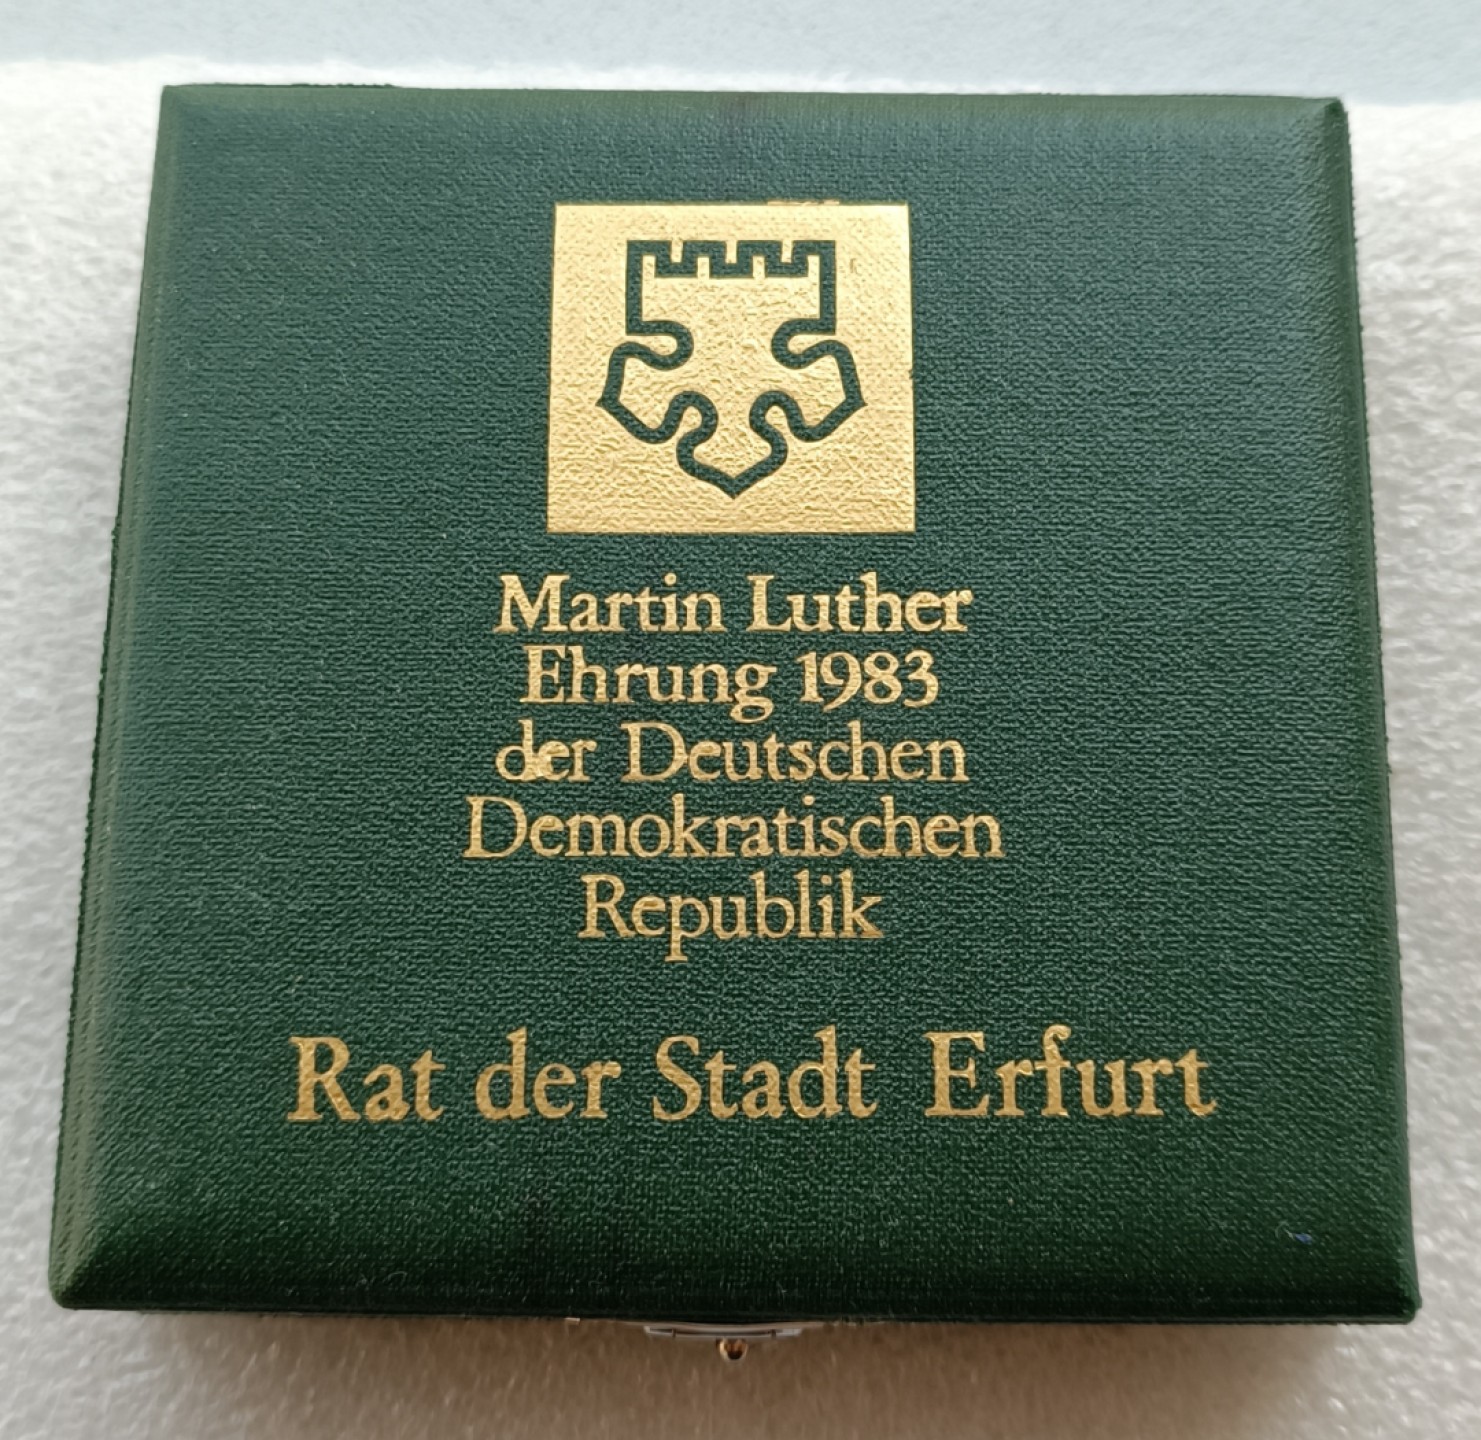 Martin Luther
Ehrung 1983
der Deutschen
Demokratischen
Republik
Rat der Stadt Erfurt